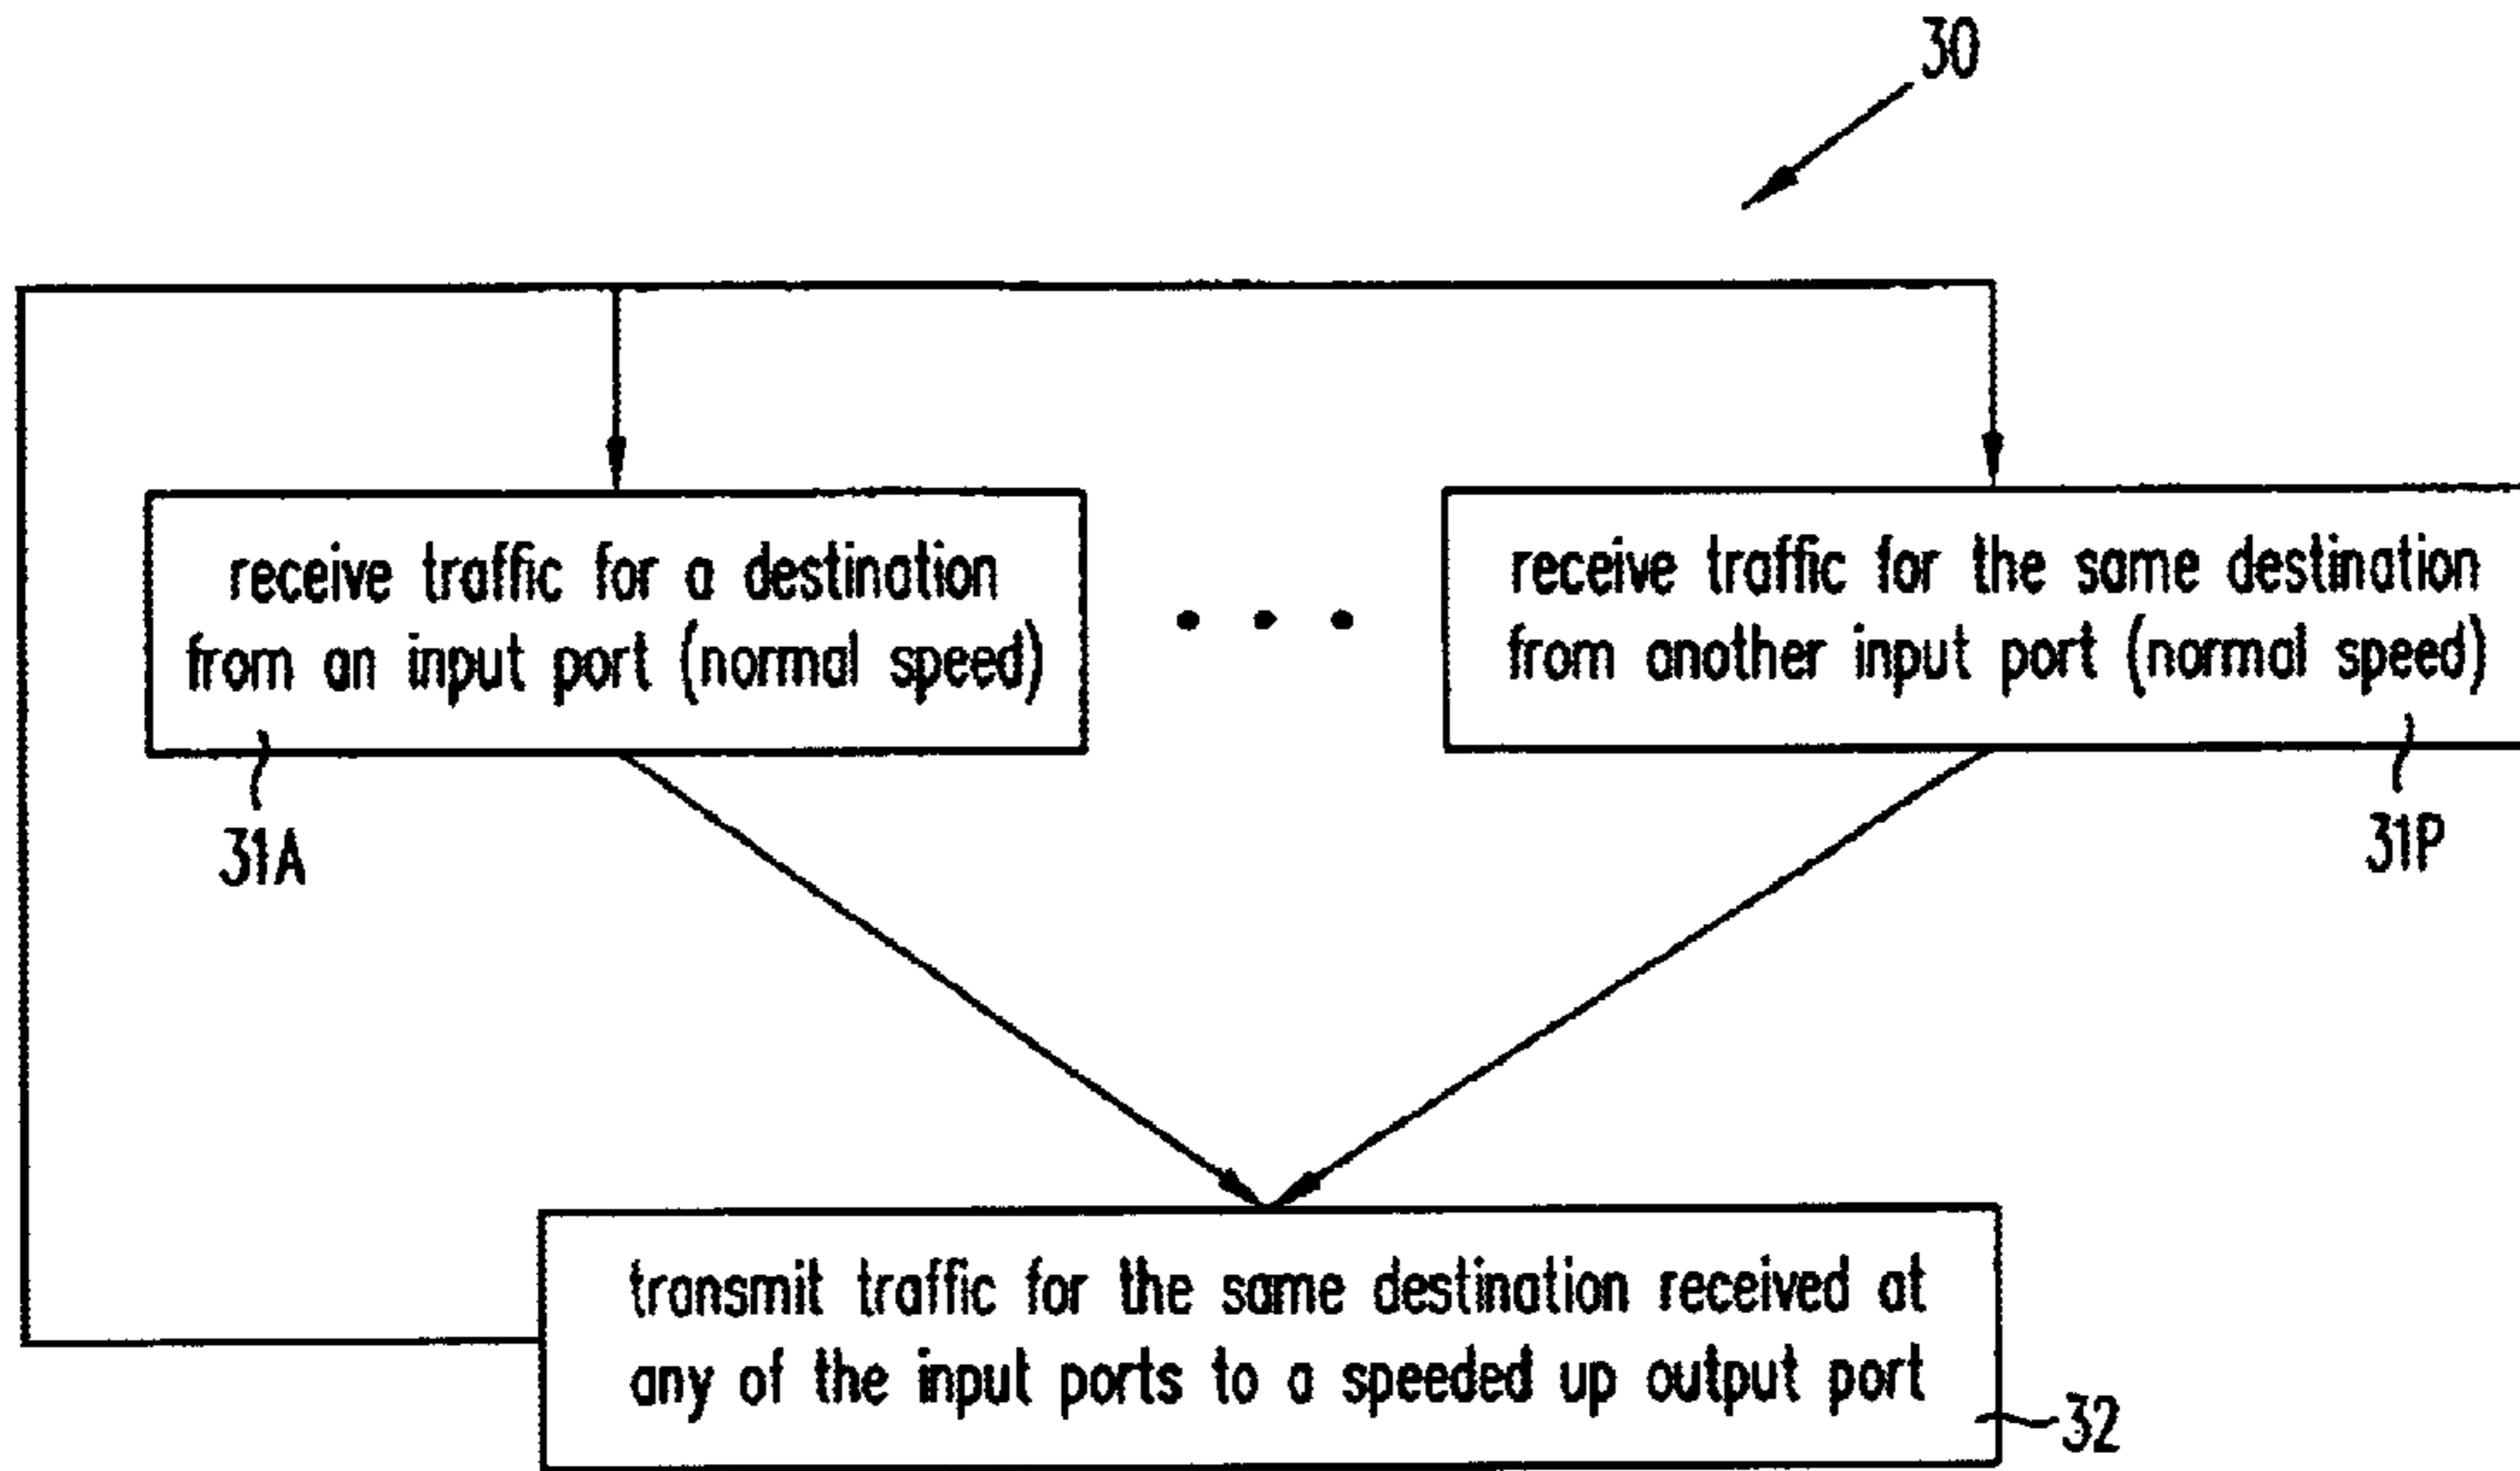 30
receive traffic for a destination
from an input port (normal speed)
receive traffic for the same destination
from another input port (normal speed)
31A
31P
transmit traffic for the same destination received at
any of the input ports to a speeded up output port
32